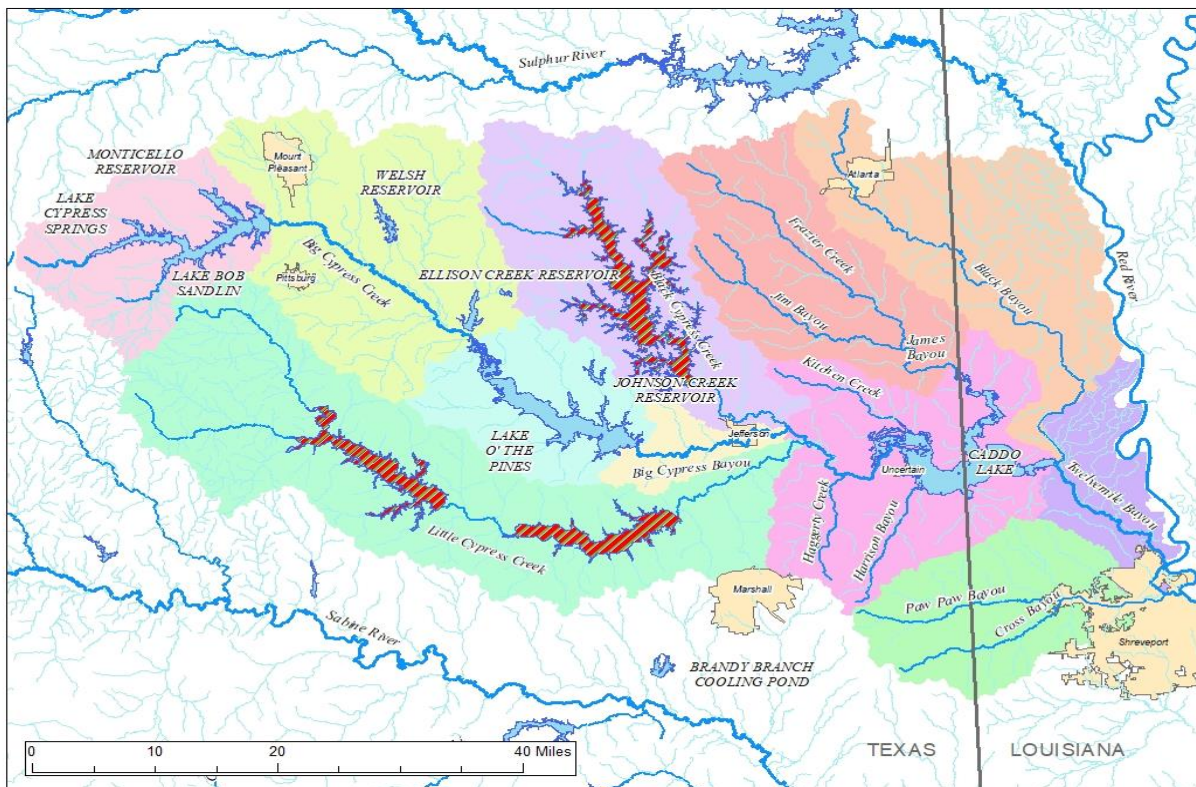 Sulphur River
MONTICELLO
RESERVOIR
Mount
Pleasant
WELSH
RESERVOIR
Atlanta
LAKE
CYPRESS
SPRINGS
Frazier Creek
Red River
LAKE BOB
SANDLIN
Pittsburg
Big Cypress Creek
ELLISON CREEK RESERVOIR
Black Cypress Creek
Jim Bayou
Black Bayou
James
Bayou
JOHNSON CREEK
RESERVOIR
Kitchen Creek
LAKE
O' THE
PINES
Jefferson
Big Cypress Bayou
Uncertain
CADDO
LAKE
Twelvemile Bayou
Little Cypress Creek
Haggerty Creek
Harrison Bayou
Marshall
Paw Paw Bayou
Cross Bayou
Sabine River
Shreveport
BRANDY BRANCH
COOLING POND
0 10 20 40 Miles
TEXAS LOUISIANA